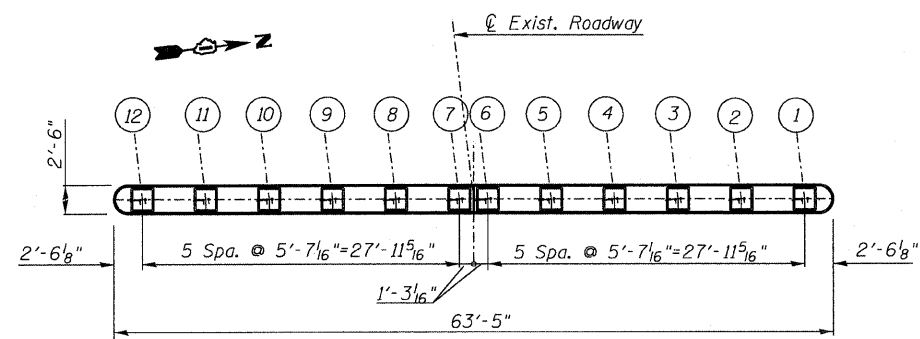 ℄ Exist. Roadway
N
12 11 10 9 8 7 6 5 4 3 2 1
2'-6"
2'-6⅛" 5 Spa. @ 5'-7 1/16"=27'-11 5/16" 5 Spa. @ 5'-7 1/16"=27'-11 5/16" 2'-6⅛"
1'-3 1/16"
63'-5"